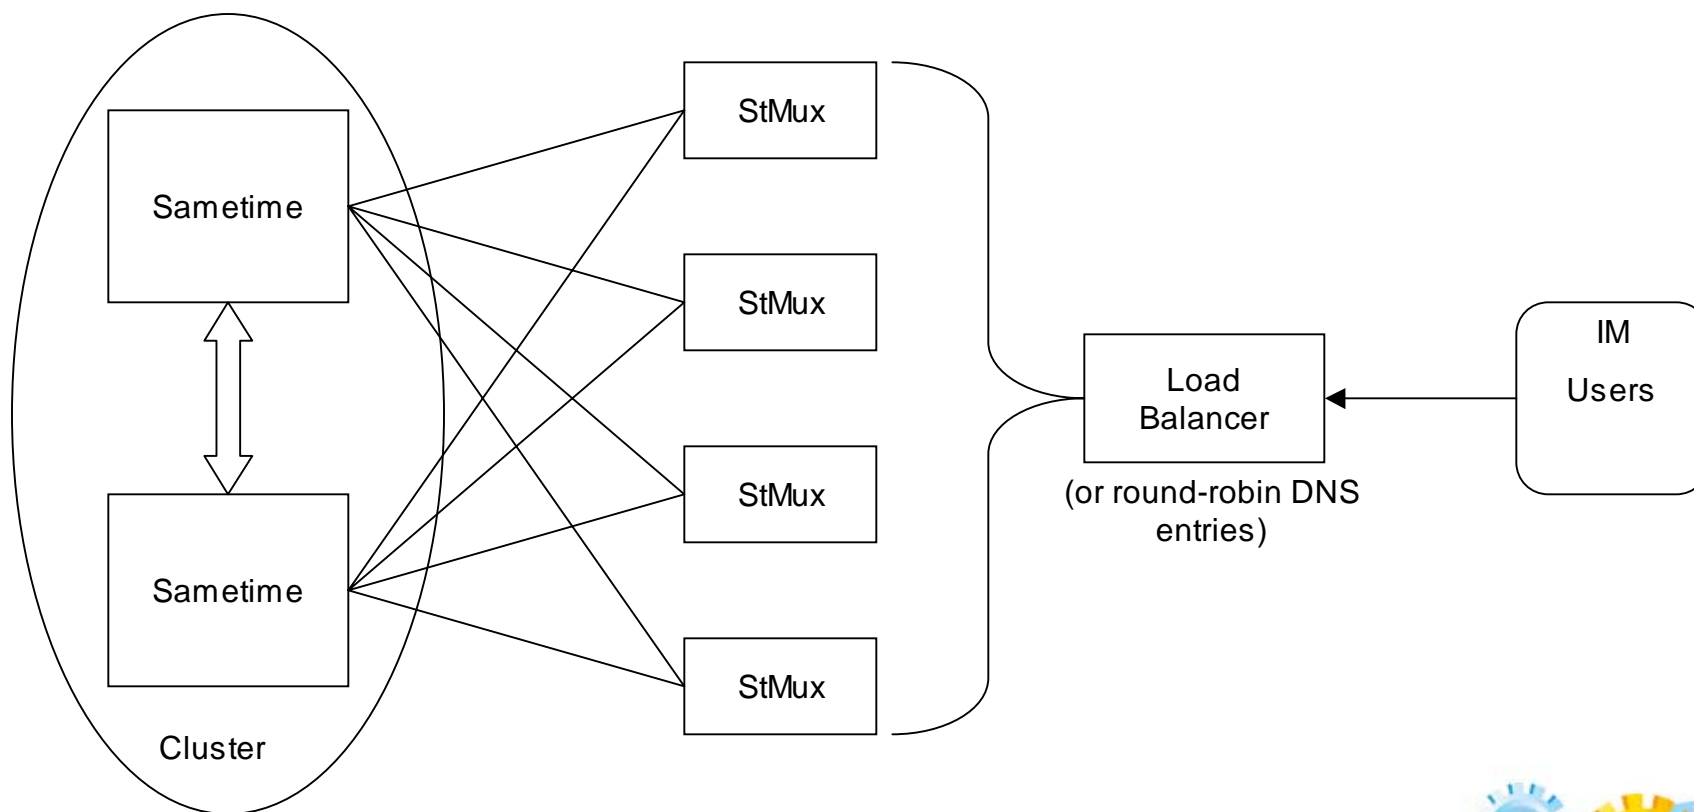 StMux
Sametime
StMux
IM
Users
Load
Balancer
(or round-robin DNS
entries)
StMux
Sametime
StMux
Cluster